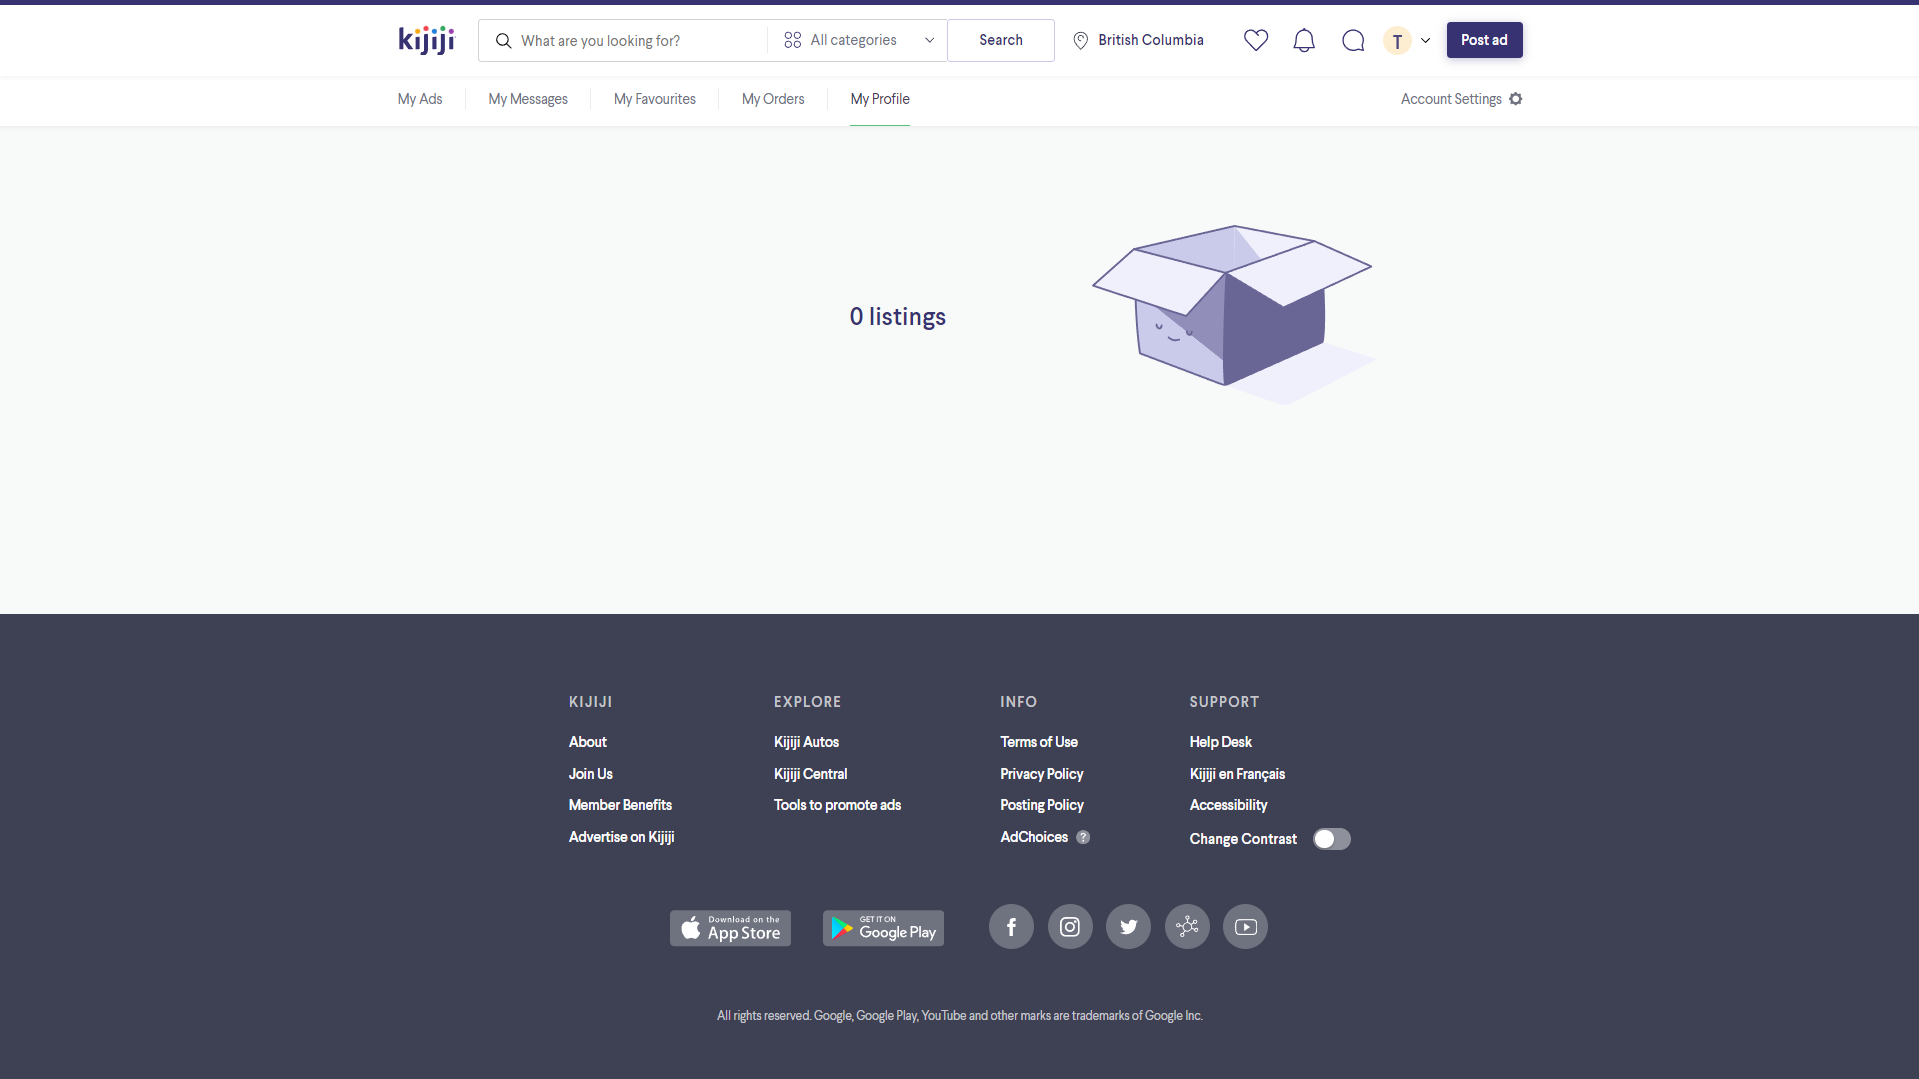 kijiji
What are you looking for?
All categories
Search
British Columbia
T
Post ad
My Ads
My Messages
My Favourites
My Orders
My Profile
Account Settings
0 listings
KIJIJI
About
Join Us
Member Benefits
Advertise on Kijiji
EXPLORE
Kijiji Autos
Kijiji Central
Tools to promote ads
INFO
Terms of Use
Privacy Policy
Posting Policy
AdChoices ?
SUPPORT
Help Desk
Kijiji en Français
Accessibility
Change Contrast
Download on the
App Store
GET IT ON
Google Play
All rights reserved. Google, Google Play, YouTube and other marks are trademarks of Google Inc.